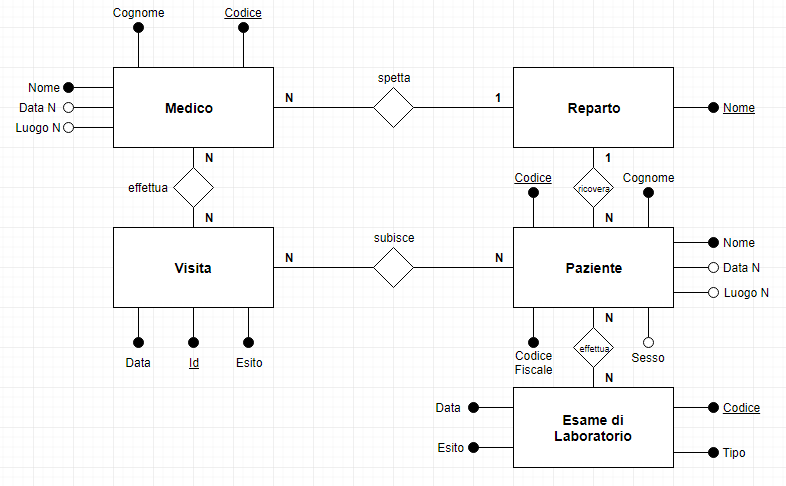 Cognome
Codice
Nome
Data N
Luogo N
Medico
N
spetta
1
Reparto
Nome
N
effettua
N
1
ricovera
N
Codice
Cognome
Visita
N
subisce
N
Paziente
Nome
Data N
Luogo N
Data
Id
Esito
Codice
Fiscale
N
effettua
N
Sesso
Data
Esito
Esame di
Laboratorio
Codice
Tipo